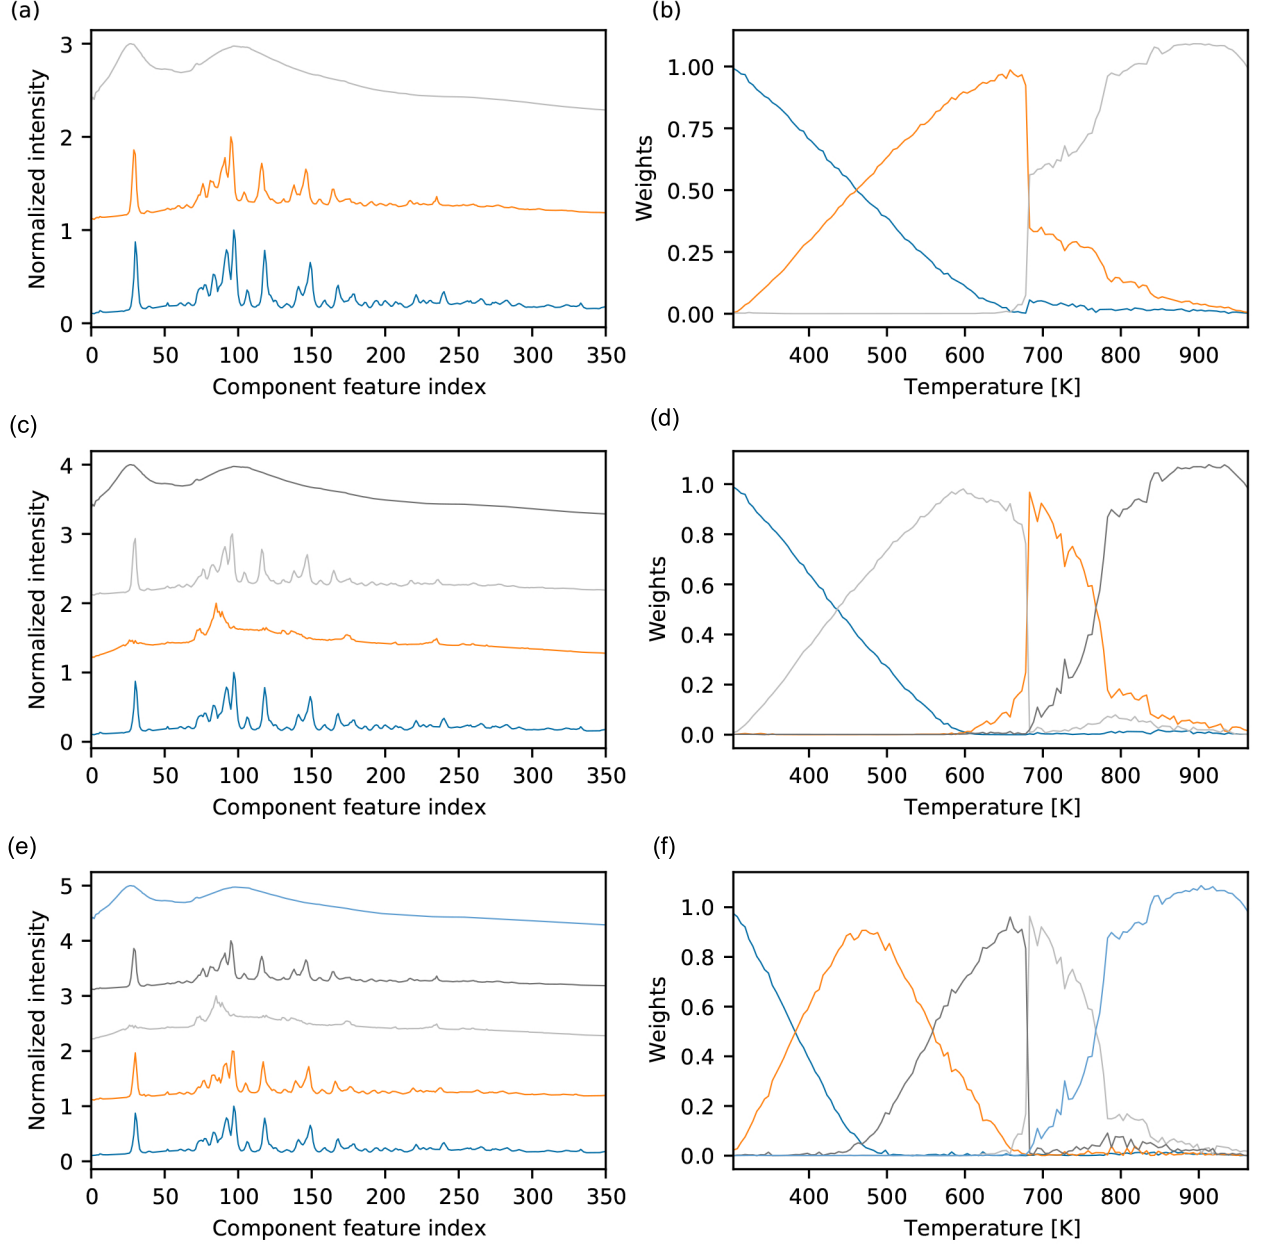 (a)
3
2
1
0
Normalized intensity
0 50 100 150 200 250 300 350
Component feature index
(b)
1.00
0.75
0.50
0.25
0.00
Weights
400 500 600 700 800 900
Temperature [K]
(c)
4
3
2
1
0
Normalized intensity
0 50 100 150 200 250 300 350
Component feature index
(d)
1.0
0.8
0.6
0.4
0.2
0.0
Weights
400 500 600 700 800 900
Temperature [K]
(e)
5
4
3
2
1
0
Normalized intensity
0 50 100 150 200 250 300 350
Component feature index
(f)
1.0
0.8
0.6
0.4
0.2
0.0
Weights
400 500 600 700 800 900
Temperature [K]